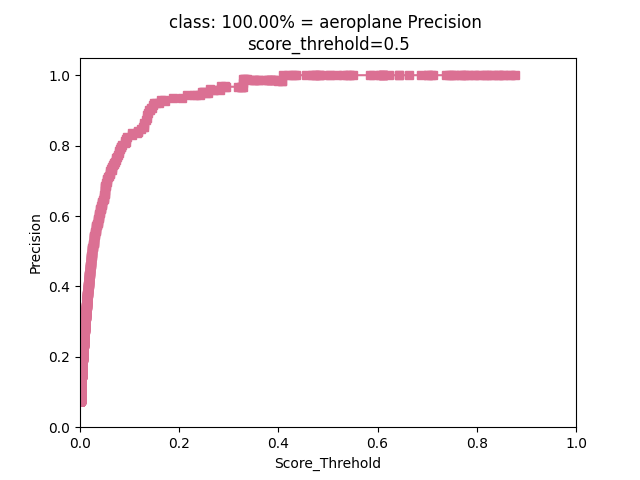 class: 100.00% = aeroplane Precision
score_threhold=0.5
1.0
0.8
0.6
0.4
0.2
0.0
Precision
0.0 0.2 0.4 0.6 0.8 1.0
Score_Threhold